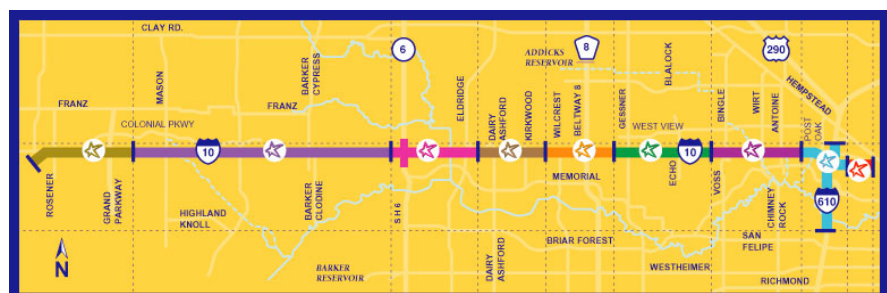 CLAY RD.
6
8
290
ADDICKS
RESERVOIR
BLALOCK
HEMPSTEAD
FRANZ
MASON
FRANZ
BARKER
CYPRESS
ELDRIDGE
DAIRY
ASHFORD
KIRKWOOD
WILCREST
BELTWAY 8
GESSNER
WEST VIEW
BINGLE
WIRT
ANTOINE
POST
OAK
COLONIAL PKWY
10
10
ROSENER
GRAND
PARKWAY
HIGHLAND
KNOLL
BARKER
CLODINE
S H 6
MEMORIAL
ECHO
VOSS
CHIMNEY
ROCK
610
N
BARKER
RESERVOIR
DAIRY
ASHFORD
BRIAR FOREST
WESTHEIMER
SAN
FELIPE
RICHMOND